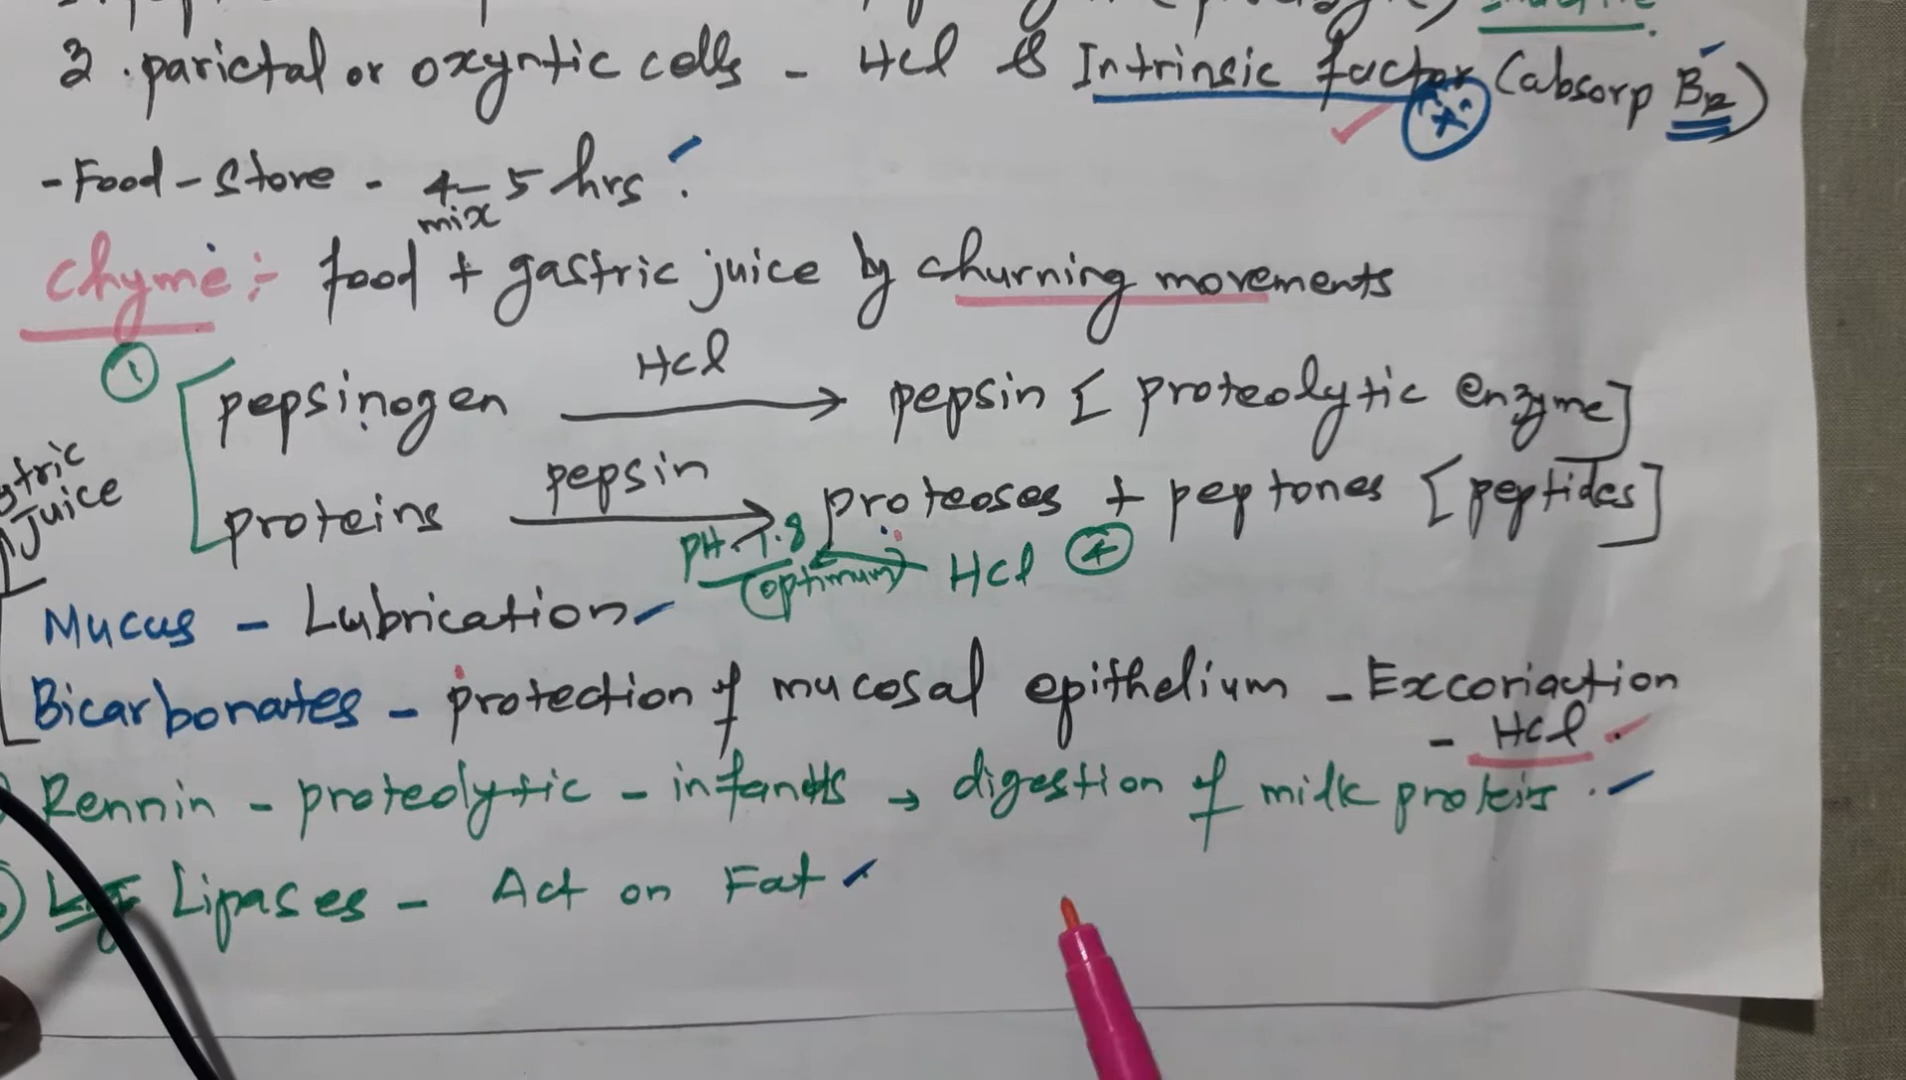 3. parietal or oxyntic cells - HCl & Intrinsic factor (absorp B12)
- Food - Store - 4-5 hrs.
mix
Chyme :- food + gastric juice by churning movements
① pepsinogen HCl → pepsin [proteolytic enzyme]
juice
proteins pepsin → proteoses + peptones [peptides]
pH 1.8 (optimum) HCl ④
Mucus - Lubrication
Bicarbonates - protection of mucosal epithelium - Excoriation
- HCl
Rennin - proteolytic - infants → digestion of milk protein.
Lipases - Act on Fat